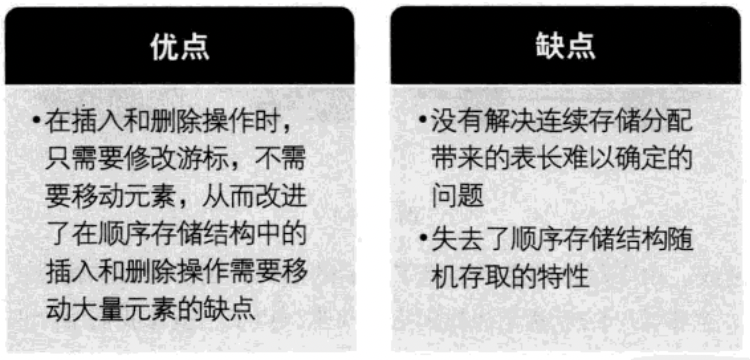 优点
•在插入和删除操作时，
只需要修改游标，不需
要移动元素，从而改进
了在顺序存储结构中的
插入和删除操作需要移
动大量元素的缺点
缺点
•没有解决连续存储分配
带来的表长难以确定的
问题
•失去了顺序存储结构随
机存取的特性